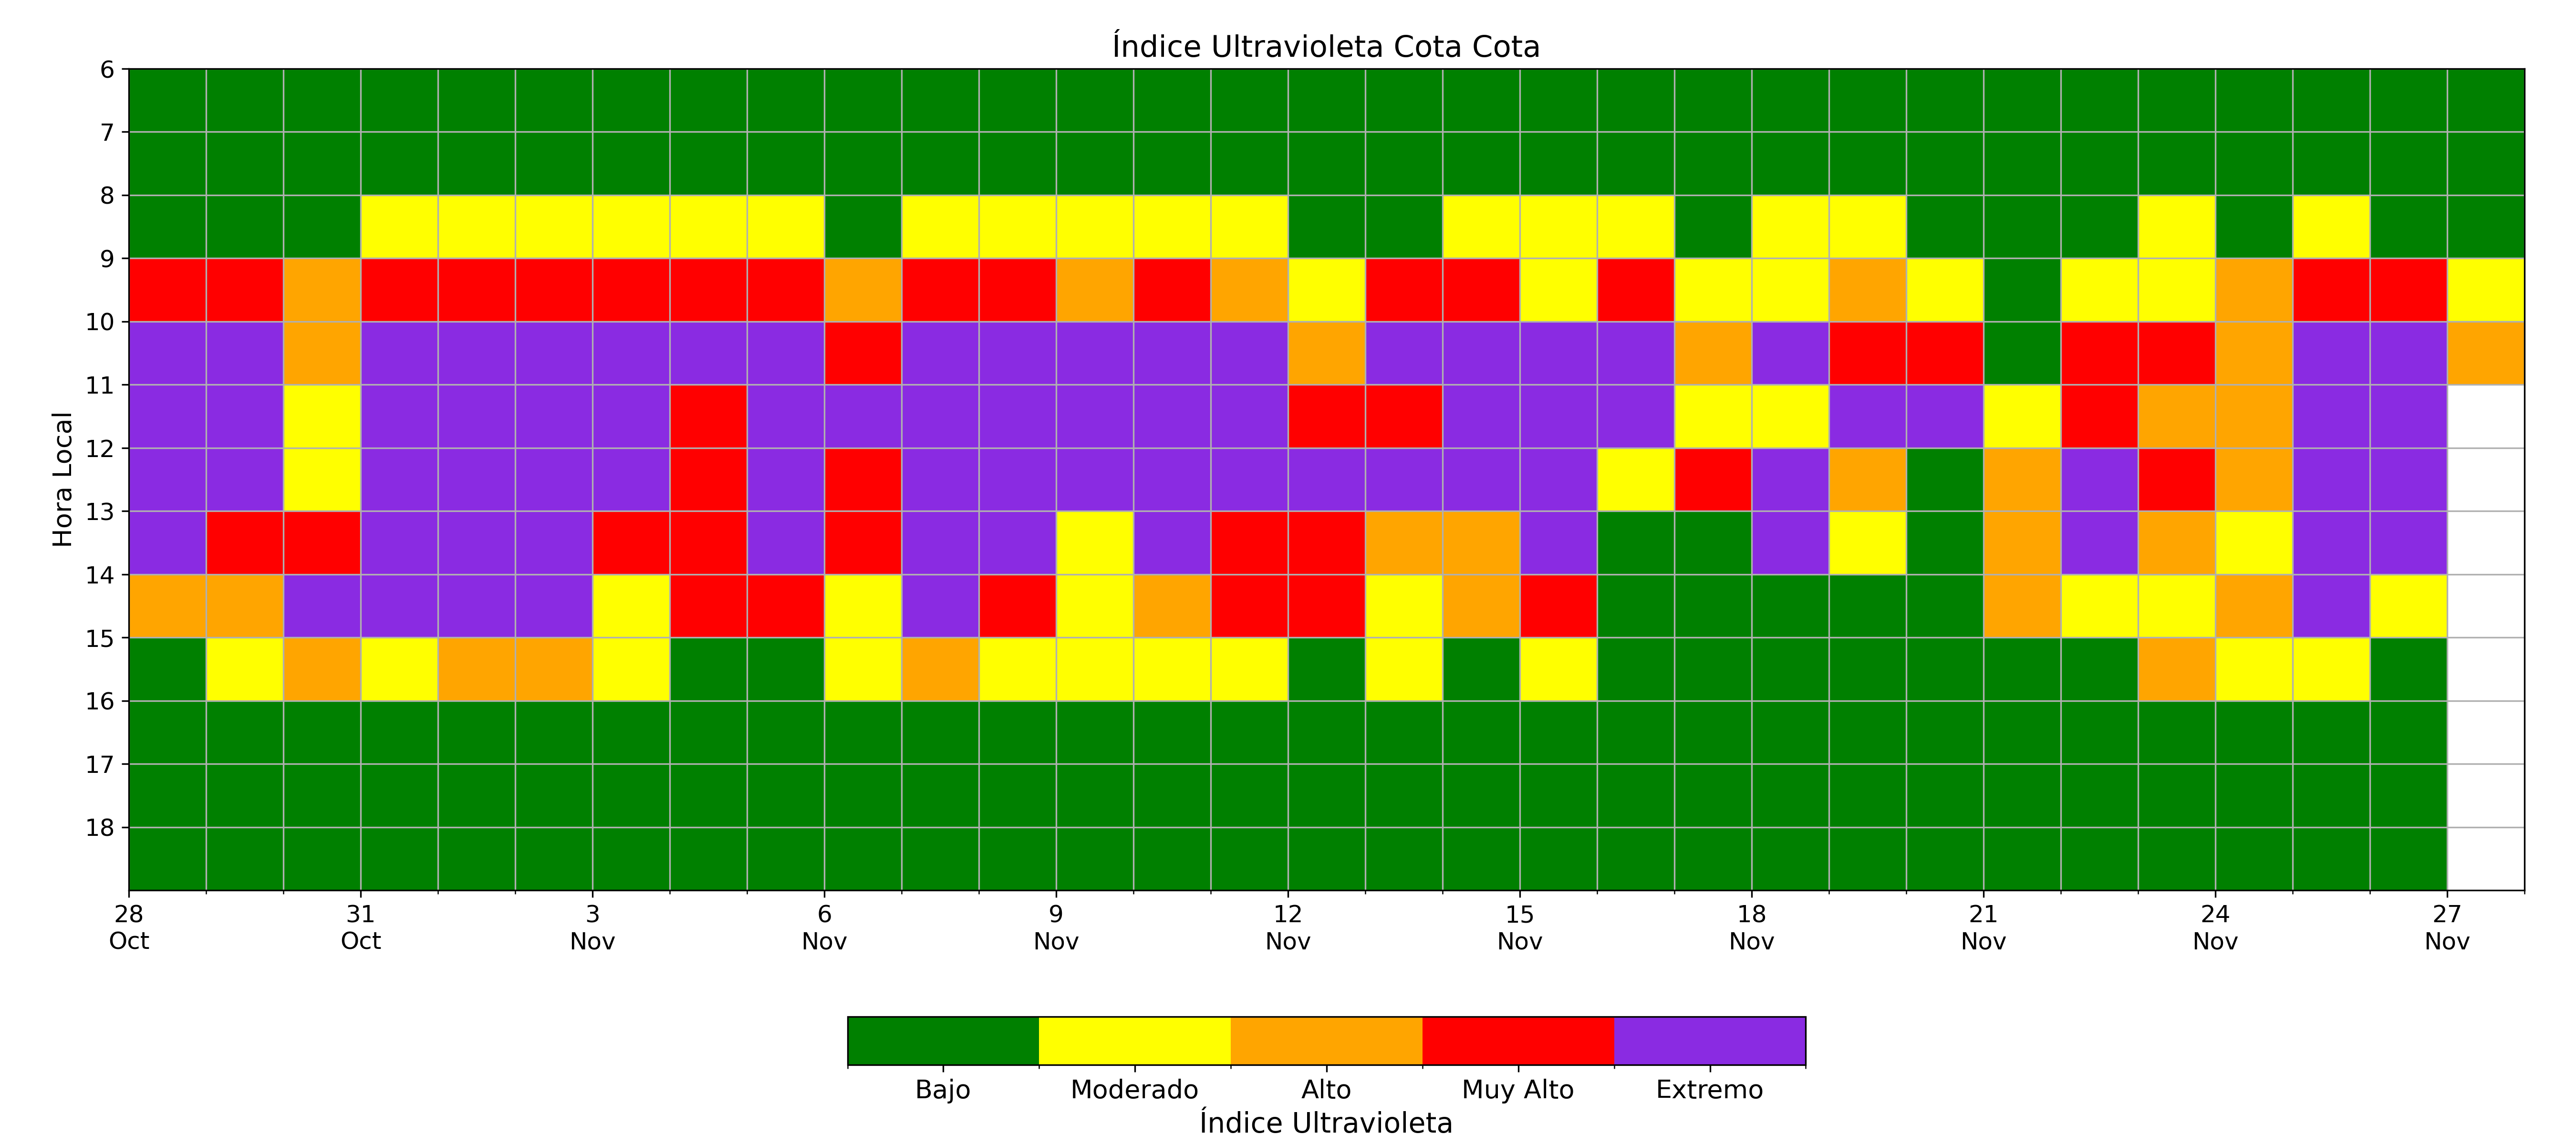 Índice Ultravioleta Cota Cota
6
7
8
9
10
11
12
13
14
15
16
17
18
Hora Local
28 31 3 6 9 12 15 18 21 24 27
Oct Oct Nov Nov Nov Nov Nov Nov Nov Nov Nov
Bajo Moderado Alto Muy Alto Extremo
Índice Ultravioleta